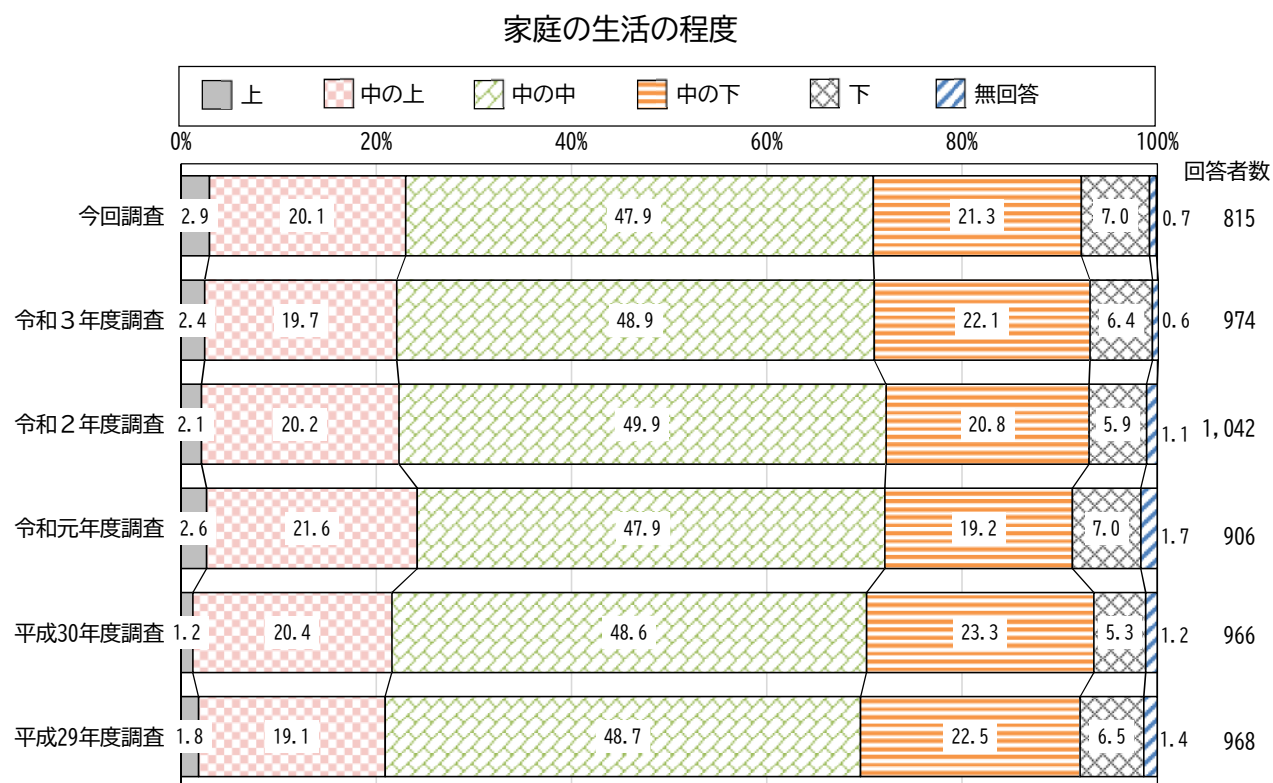 家庭の生活の程度
上 中の上 中の中 中の下 下 無回答
0% 20% 40% 60% 80% 100%
回答者数
今回調査 2.9 20.1 47.9 21.3 7.0 0.7 815
令和３年度調査 2.4 19.7 48.9 22.1 6.4 0.6 974
令和２年度調査 2.1 20.2 49.9 20.8 5.9 1.1 1,042
令和元年度調査 2.6 21.6 47.9 19.2 7.0 1.7 906
平成30年度調査 1.2 20.4 48.6 23.3 5.3 1.2 966
平成29年度調査 1.8 19.1 48.7 22.5 6.5 1.4 968